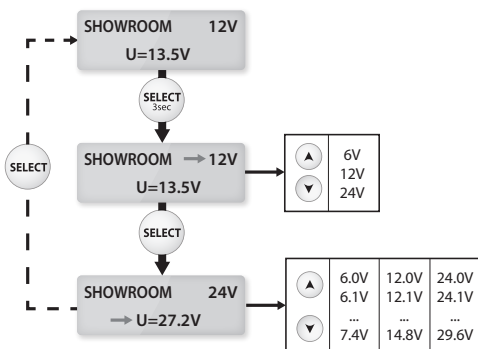 SHOWROOM 12V
U=13.5V
SELECT
3sec
SHOWROOM 12V
U=13.5V
6V
12V
24V
SELECT
SELECT
SHOWROOM 24V
U=27.2V
6.0V 12.0V 24.0V
6.1V 12.1V 24.1V
... ... ...
7.4V 14.8V 29.6V